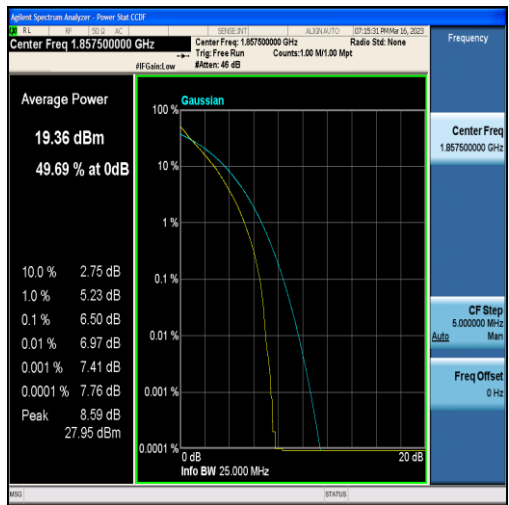 Agilent Spectrum Analyzer - Power Stat CCDF
RL RF 50 Ω AC SENSE:INT ALIGN AUTO 07:15:31 PM Mar 16, 2023
Center Freq 1.857500000 GHz
Center Freq: 1.857500000 GHz Radio Std: None
Trig: Free Run Counts:1.00 M/1.00 Mpt
#IFGain:Low #Atten: 46 dB
Frequency
Average Power
19.36 dBm
49.69 % at 0dB
10.0 % 2.75 dB
1.0 % 5.23 dB
0.1 % 6.50 dB
0.01 % 6.97 dB
0.001 % 7.41 dB
0.0001 % 7.76 dB
Peak 8.59 dB
27.95 dBm
Gaussian
100 %
10 %
1 %
0.1 %
0.01 %
0.001 %
0.0001 %
0 dB 20 dB
Info BW 25.000 MHz
Center Freq
1.857500000 GHz
CF Step
5.000000 MHz
Auto Man
Freq Offset
0 Hz
MSG STATUS